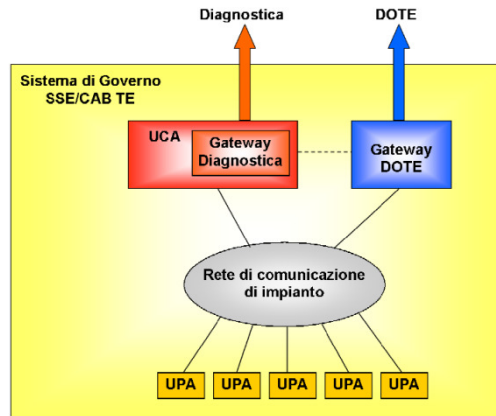 Diagnostica
DOTE
Sistema di Governo
SSE/CAB TE
UCA
Gateway
Diagnostica
Gateway
DOTE
Rete di comunicazione
di impianto
UPA
UPA
UPA
UPA
UPA